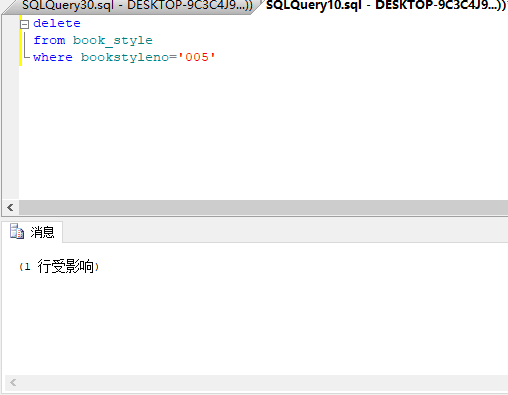 SQLQuery30.sql - DESKTOP-9C3C4J9...))
SQLQuery10.sql - DESKTOP-9C3C4J9...))
delete
from book_style
where bookstyleno='005'
消息
(1 行受影响)